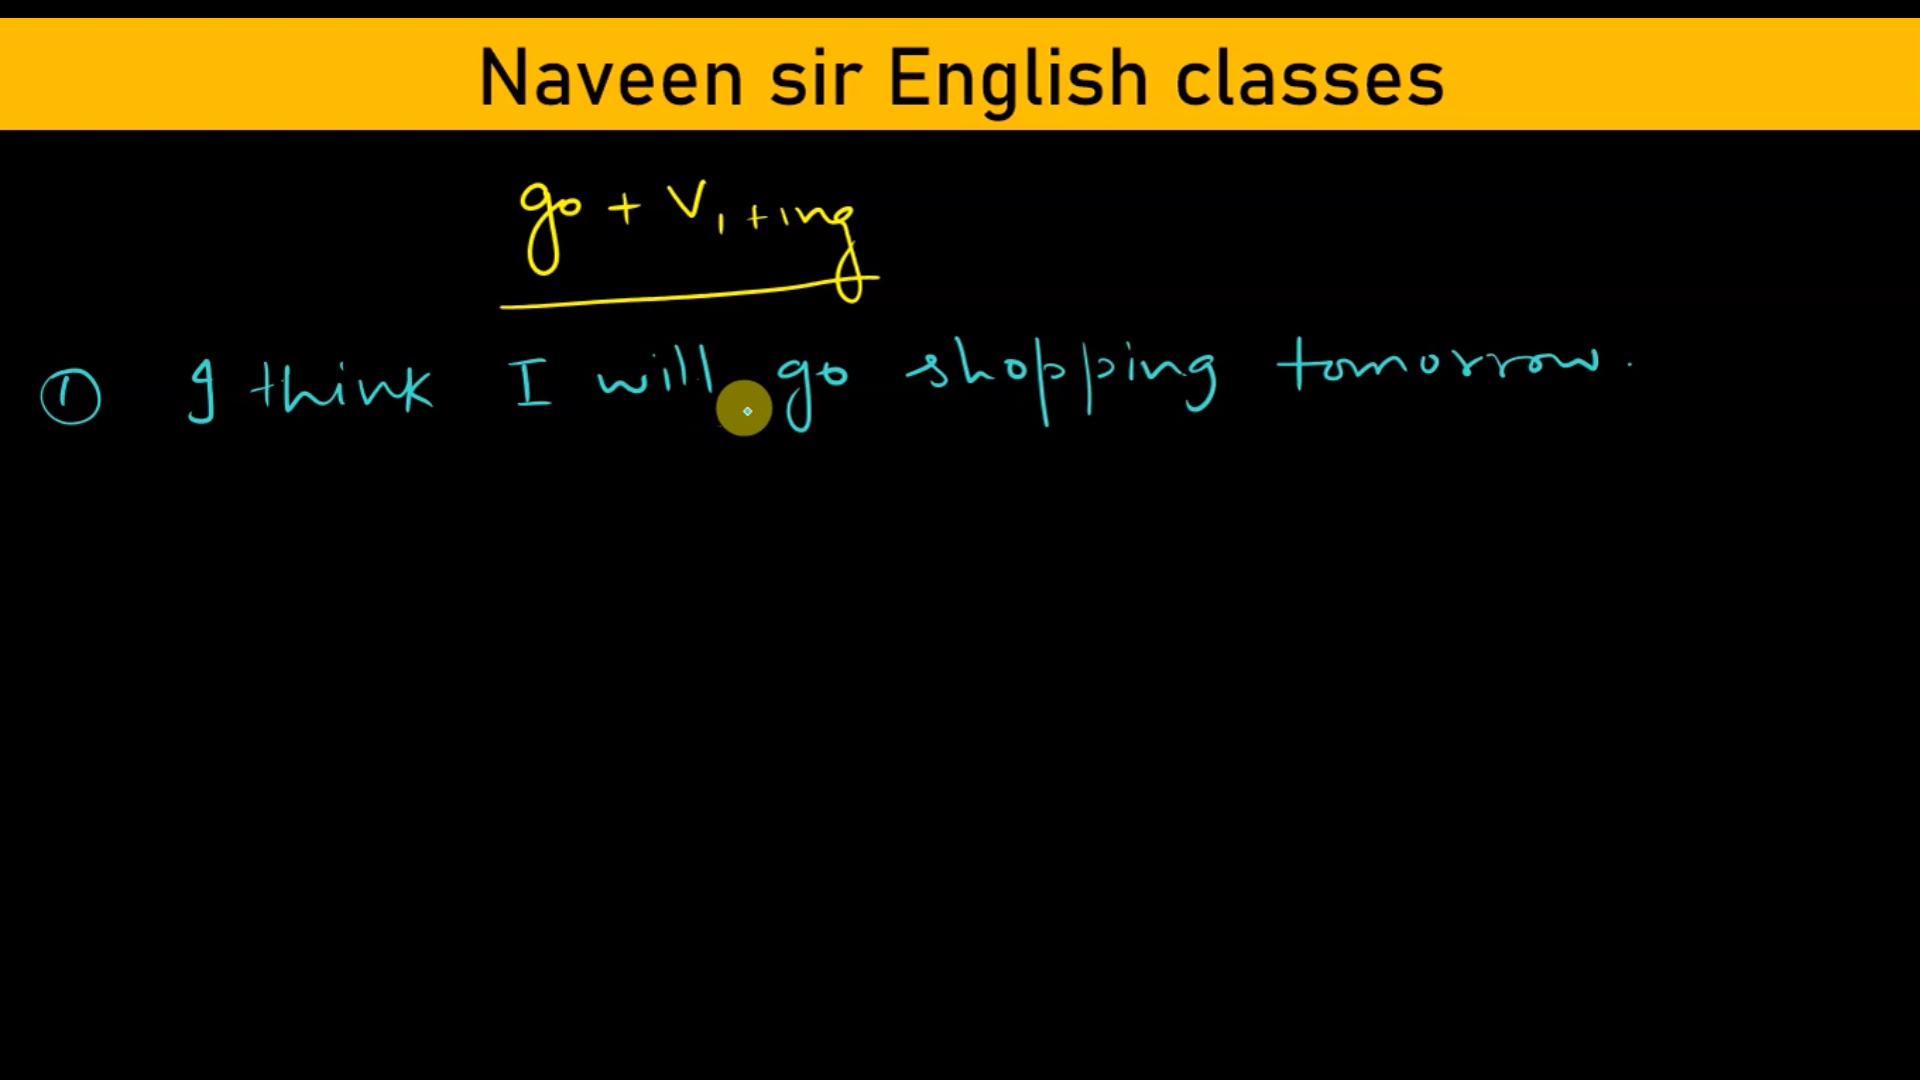 Naveen sir English classes
go + V1 + ing
① I think I will go shopping tomorrow.